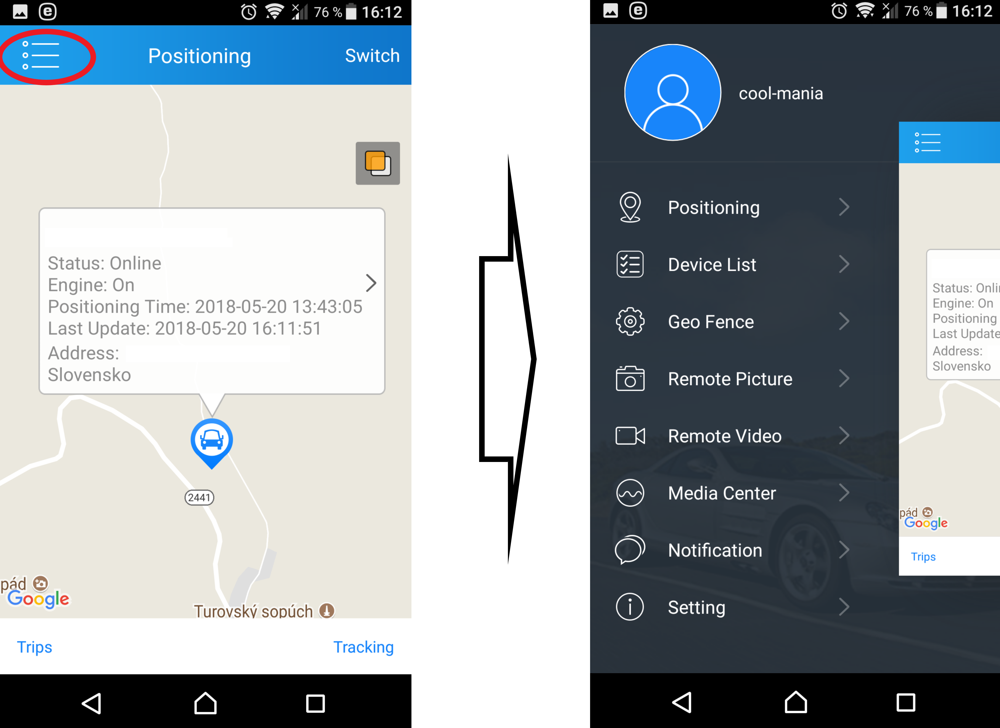 76 % 16:12
Positioning
Switch
Status: Online
Engine: On
Positioning Time: 2018-05-20 13:43:05
Last Update: 2018-05-20 16:11:51
Address:
Slovensko
2441
pád
Google
Turovský sopúch
Trips
Tracking
76 % 16:12
cool-mania
Positioning
Device List
Geo Fence
Remote Picture
Remote Video
Media Center
Notification
Setting
Status: Onli
Engine: On
Positioning
Last Update
Address:
Slovensko
pád
Google
Trips